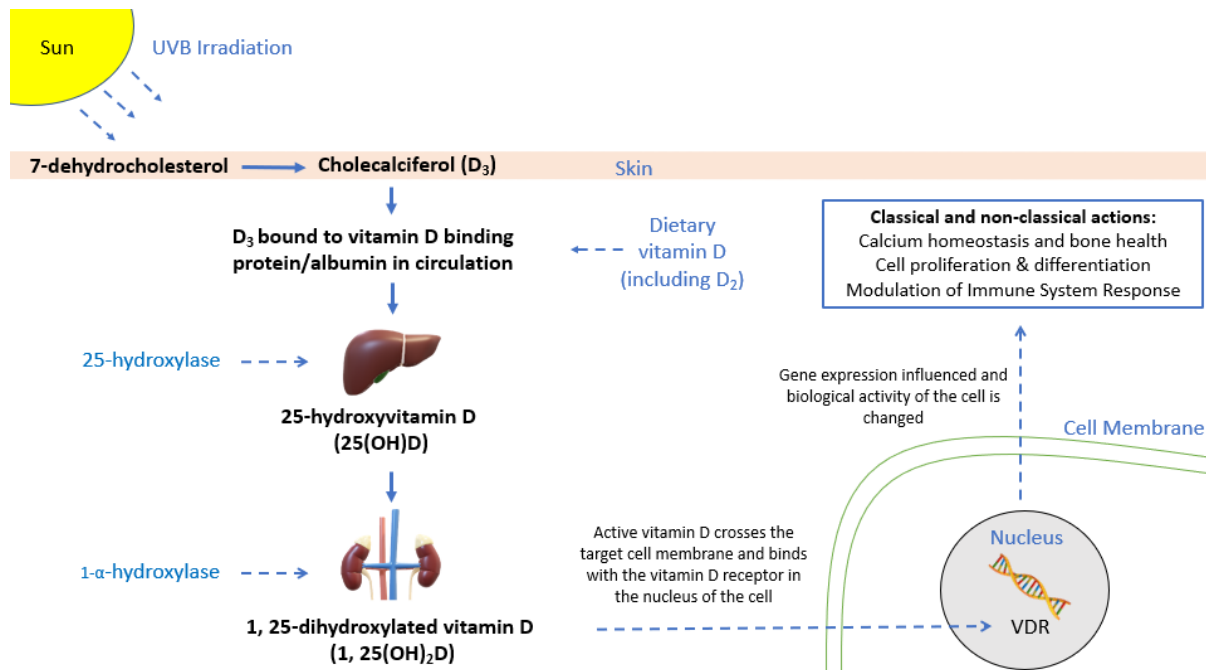 Sun
UVB Irradiation
7-dehydrocholesterol
Cholecalciferol (D₃)
Skin
D₃ bound to vitamin D binding
protein/albumin in circulation
Dietary
vitamin D
(including D₂)
Classical and non-classical actions:
Calcium homeostasis and bone health
Cell proliferation & differentiation
Modulation of Immune System Response
25-hydroxylase
25-hydroxyvitamin D
(25(OH)D)
Gene expression influenced and
biological activity of the cell is
changed
Cell Membrane
1-α-hydroxylase
1, 25-dihydroxylated vitamin D
(1, 25(OH)₂D)
Active vitamin D crosses the
target cell membrane and binds
with the vitamin D receptor in
the nucleus of the cell
Nucleus
VDR